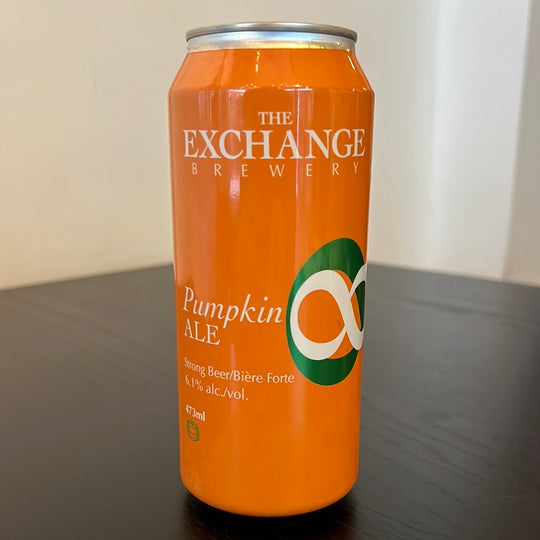 THE
EXCHANGE
BREWERY
Pumpkin
ALE
Strong Beer/Bière Forte
6.1% alc./vol.
473ml